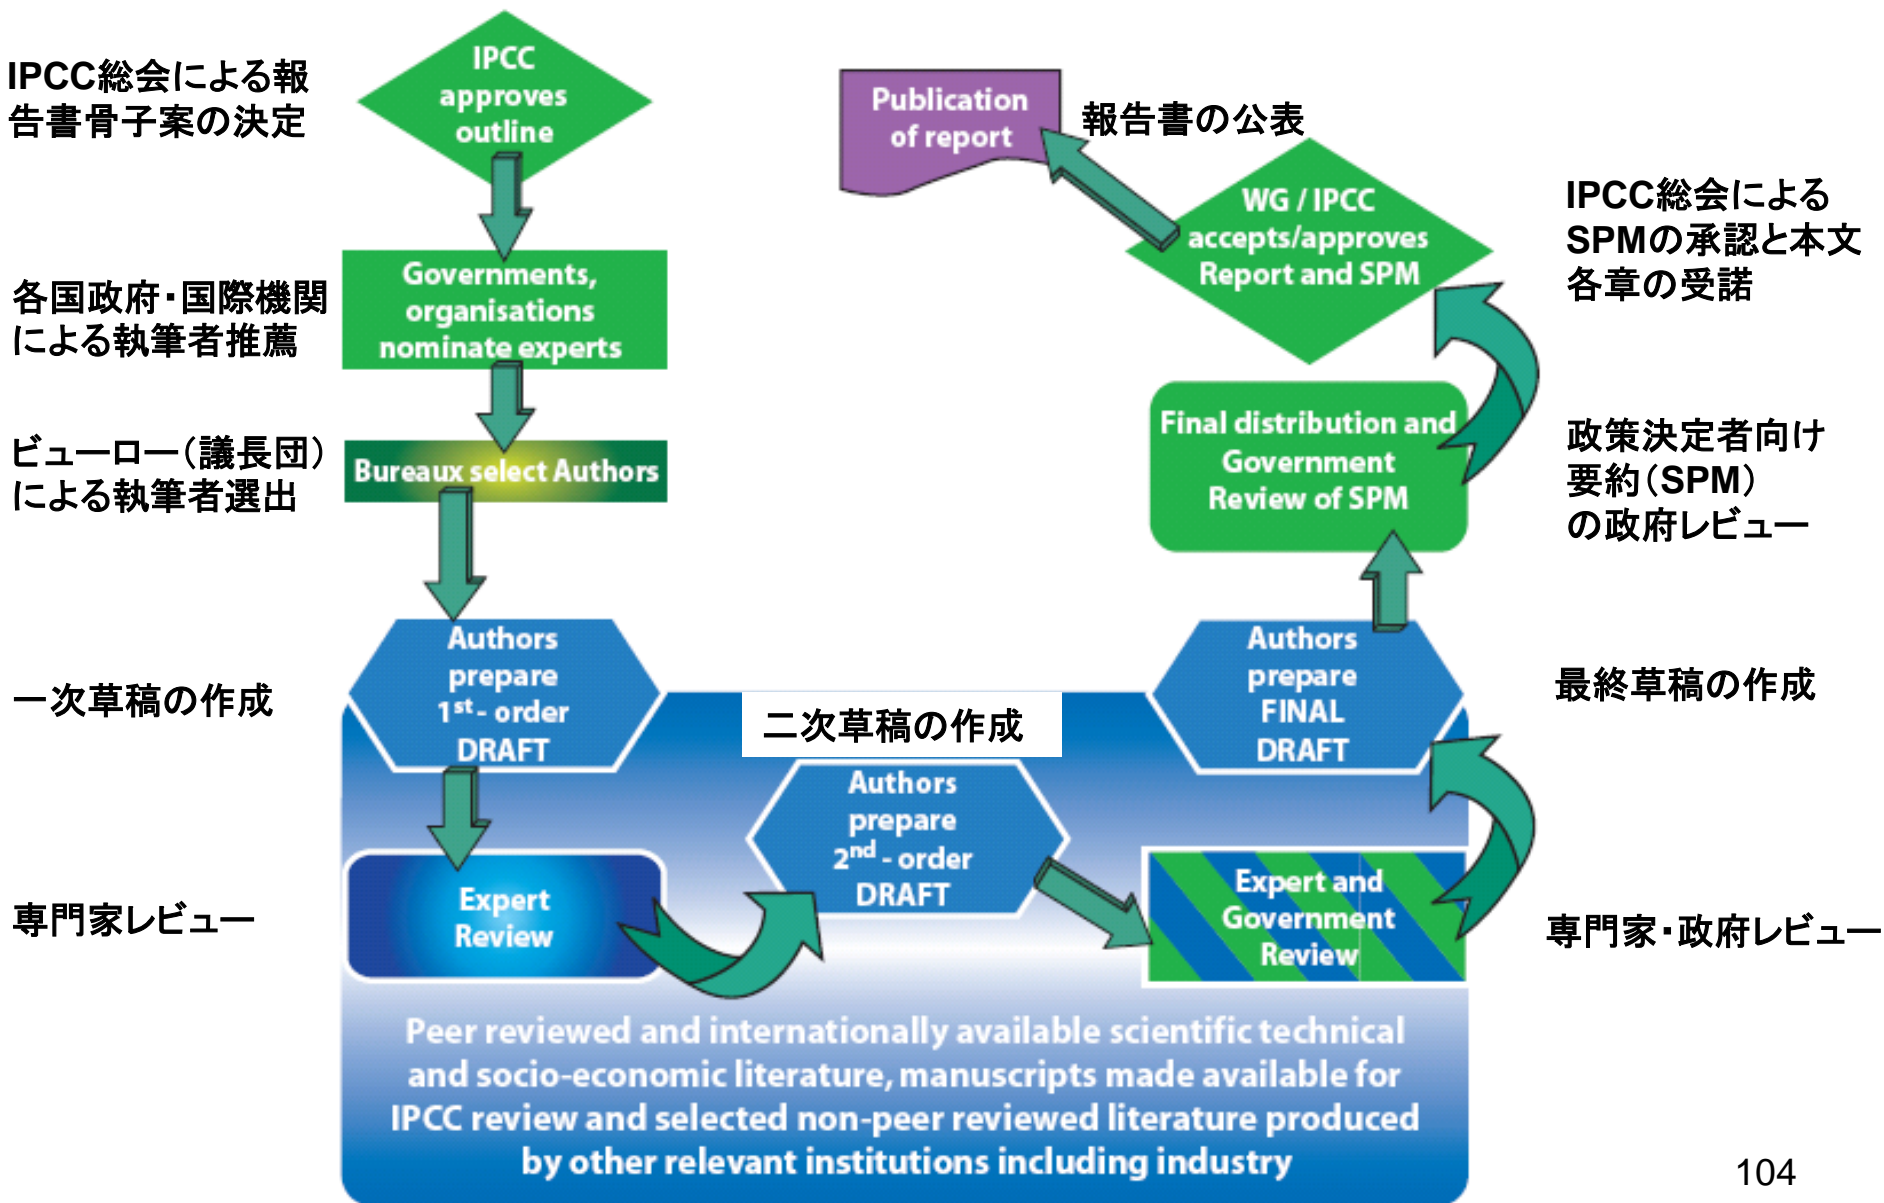 IPCC総会による報
告書骨子案の決定
IPCC
approves
outline
各国政府・国際機関
による執筆者推薦
Governments,
organisations
nominate experts
ビューロー（議長団）
による執筆者選出
Bureaux select Authors
一次草稿の作成
Authors
prepare
1st - order
DRAFT
専門家レビュー
Expert
Review
二次草稿の作成
Authors
prepare
2nd - order
DRAFT
Expert and
Government
Review
専門家・政府レビュー
Authors
prepare
FINAL
DRAFT
最終草稿の作成
Final distribution and
Government
Review of SPM
政策決定者向け
要約（SPM）
の政府レビュー
WG / IPCC
accepts/approves
Report and SPM
IPCC総会による
SPMの承認と本文
各章の受諾
Publication
of report
報告書の公表
Peer reviewed and internationally available scientific technical
and socio-economic literature, manuscripts made available for
IPCC review and selected non-peer reviewed literature produced
by other relevant institutions including industry
104